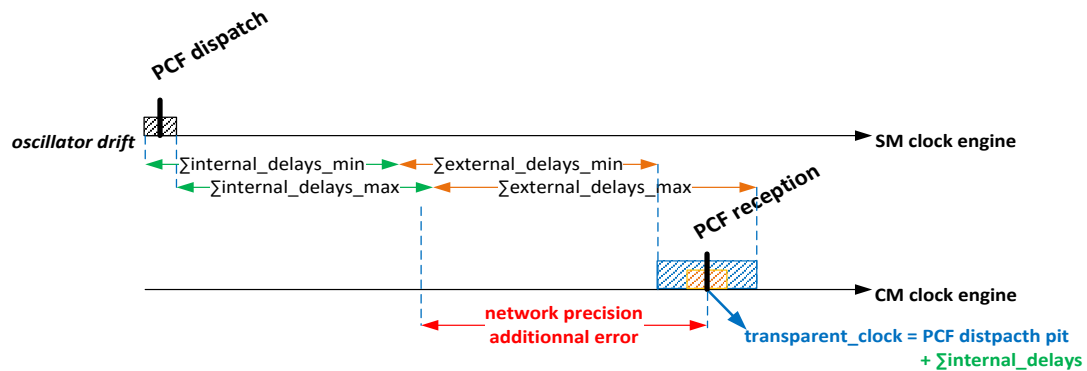 PCF dispatch
oscillator drift
SM clock engine
∑internal_delays_min
∑external_delays_min
∑internal_delays_max
∑external_delays_max
PCF reception
CM clock engine
network precision
additionnal error
transparent_clock = PCF distpacth pit
+ ∑internal_delays